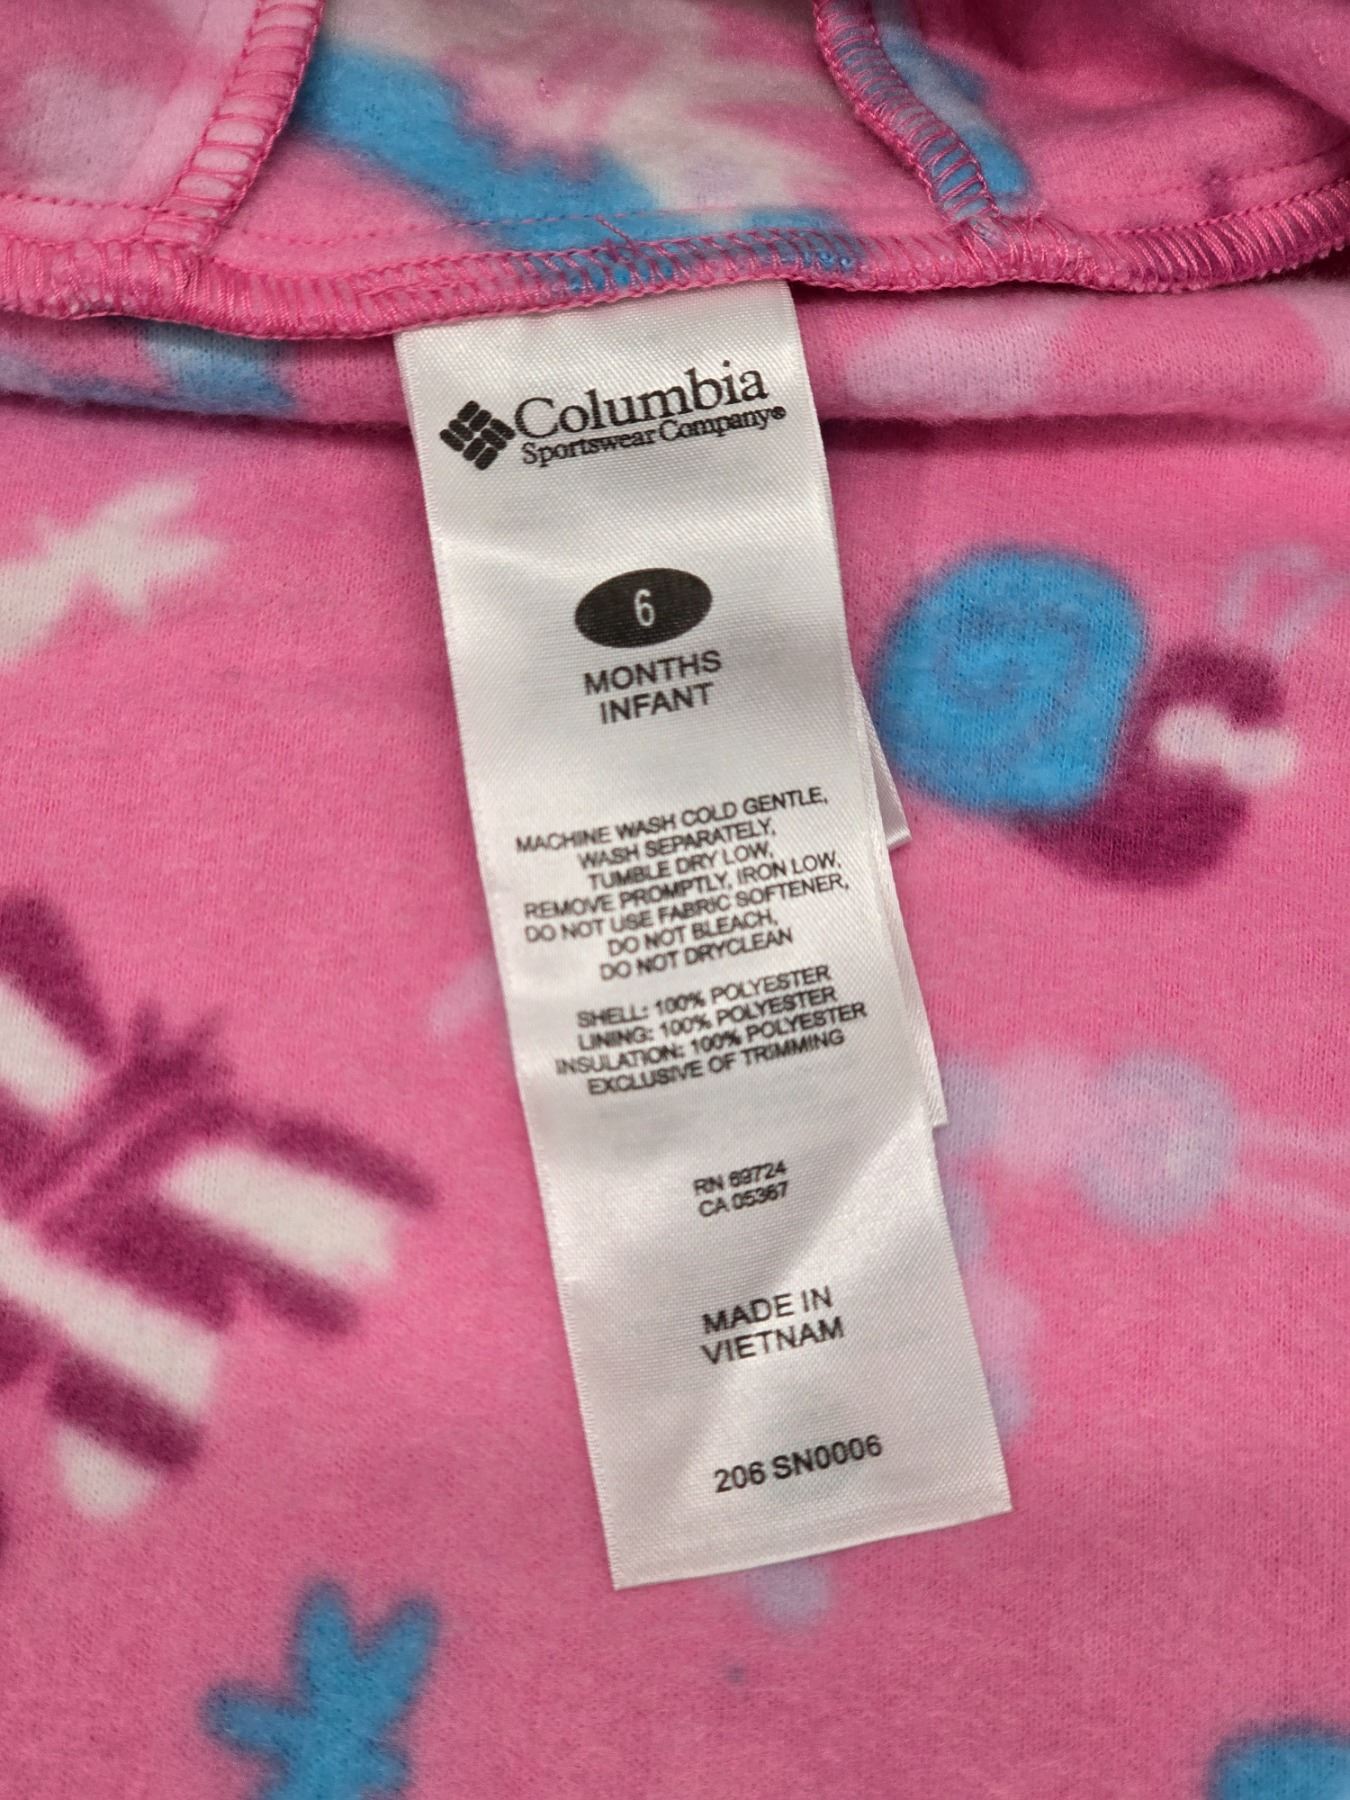 Columbia
Sportswear Company®
6
MONTHS
INFANT
MACHINE WASH COLD GENTLE,
WASH SEPARATELY,
TUMBLE DRY LOW,
REMOVE PROMPTLY, IRON LOW,
DO NOT USE FABRIC SOFTENER,
DO NOT BLEACH,
DO NOT DRYCLEAN
SHELL: 100% POLYESTER
LINING: 100% POLYESTER
INSULATION: 100% POLYESTER
EXCLUSIVE OF TRIMMING
RN 69724
CA 05367
MADE IN
VIETNAM
206 SN0006